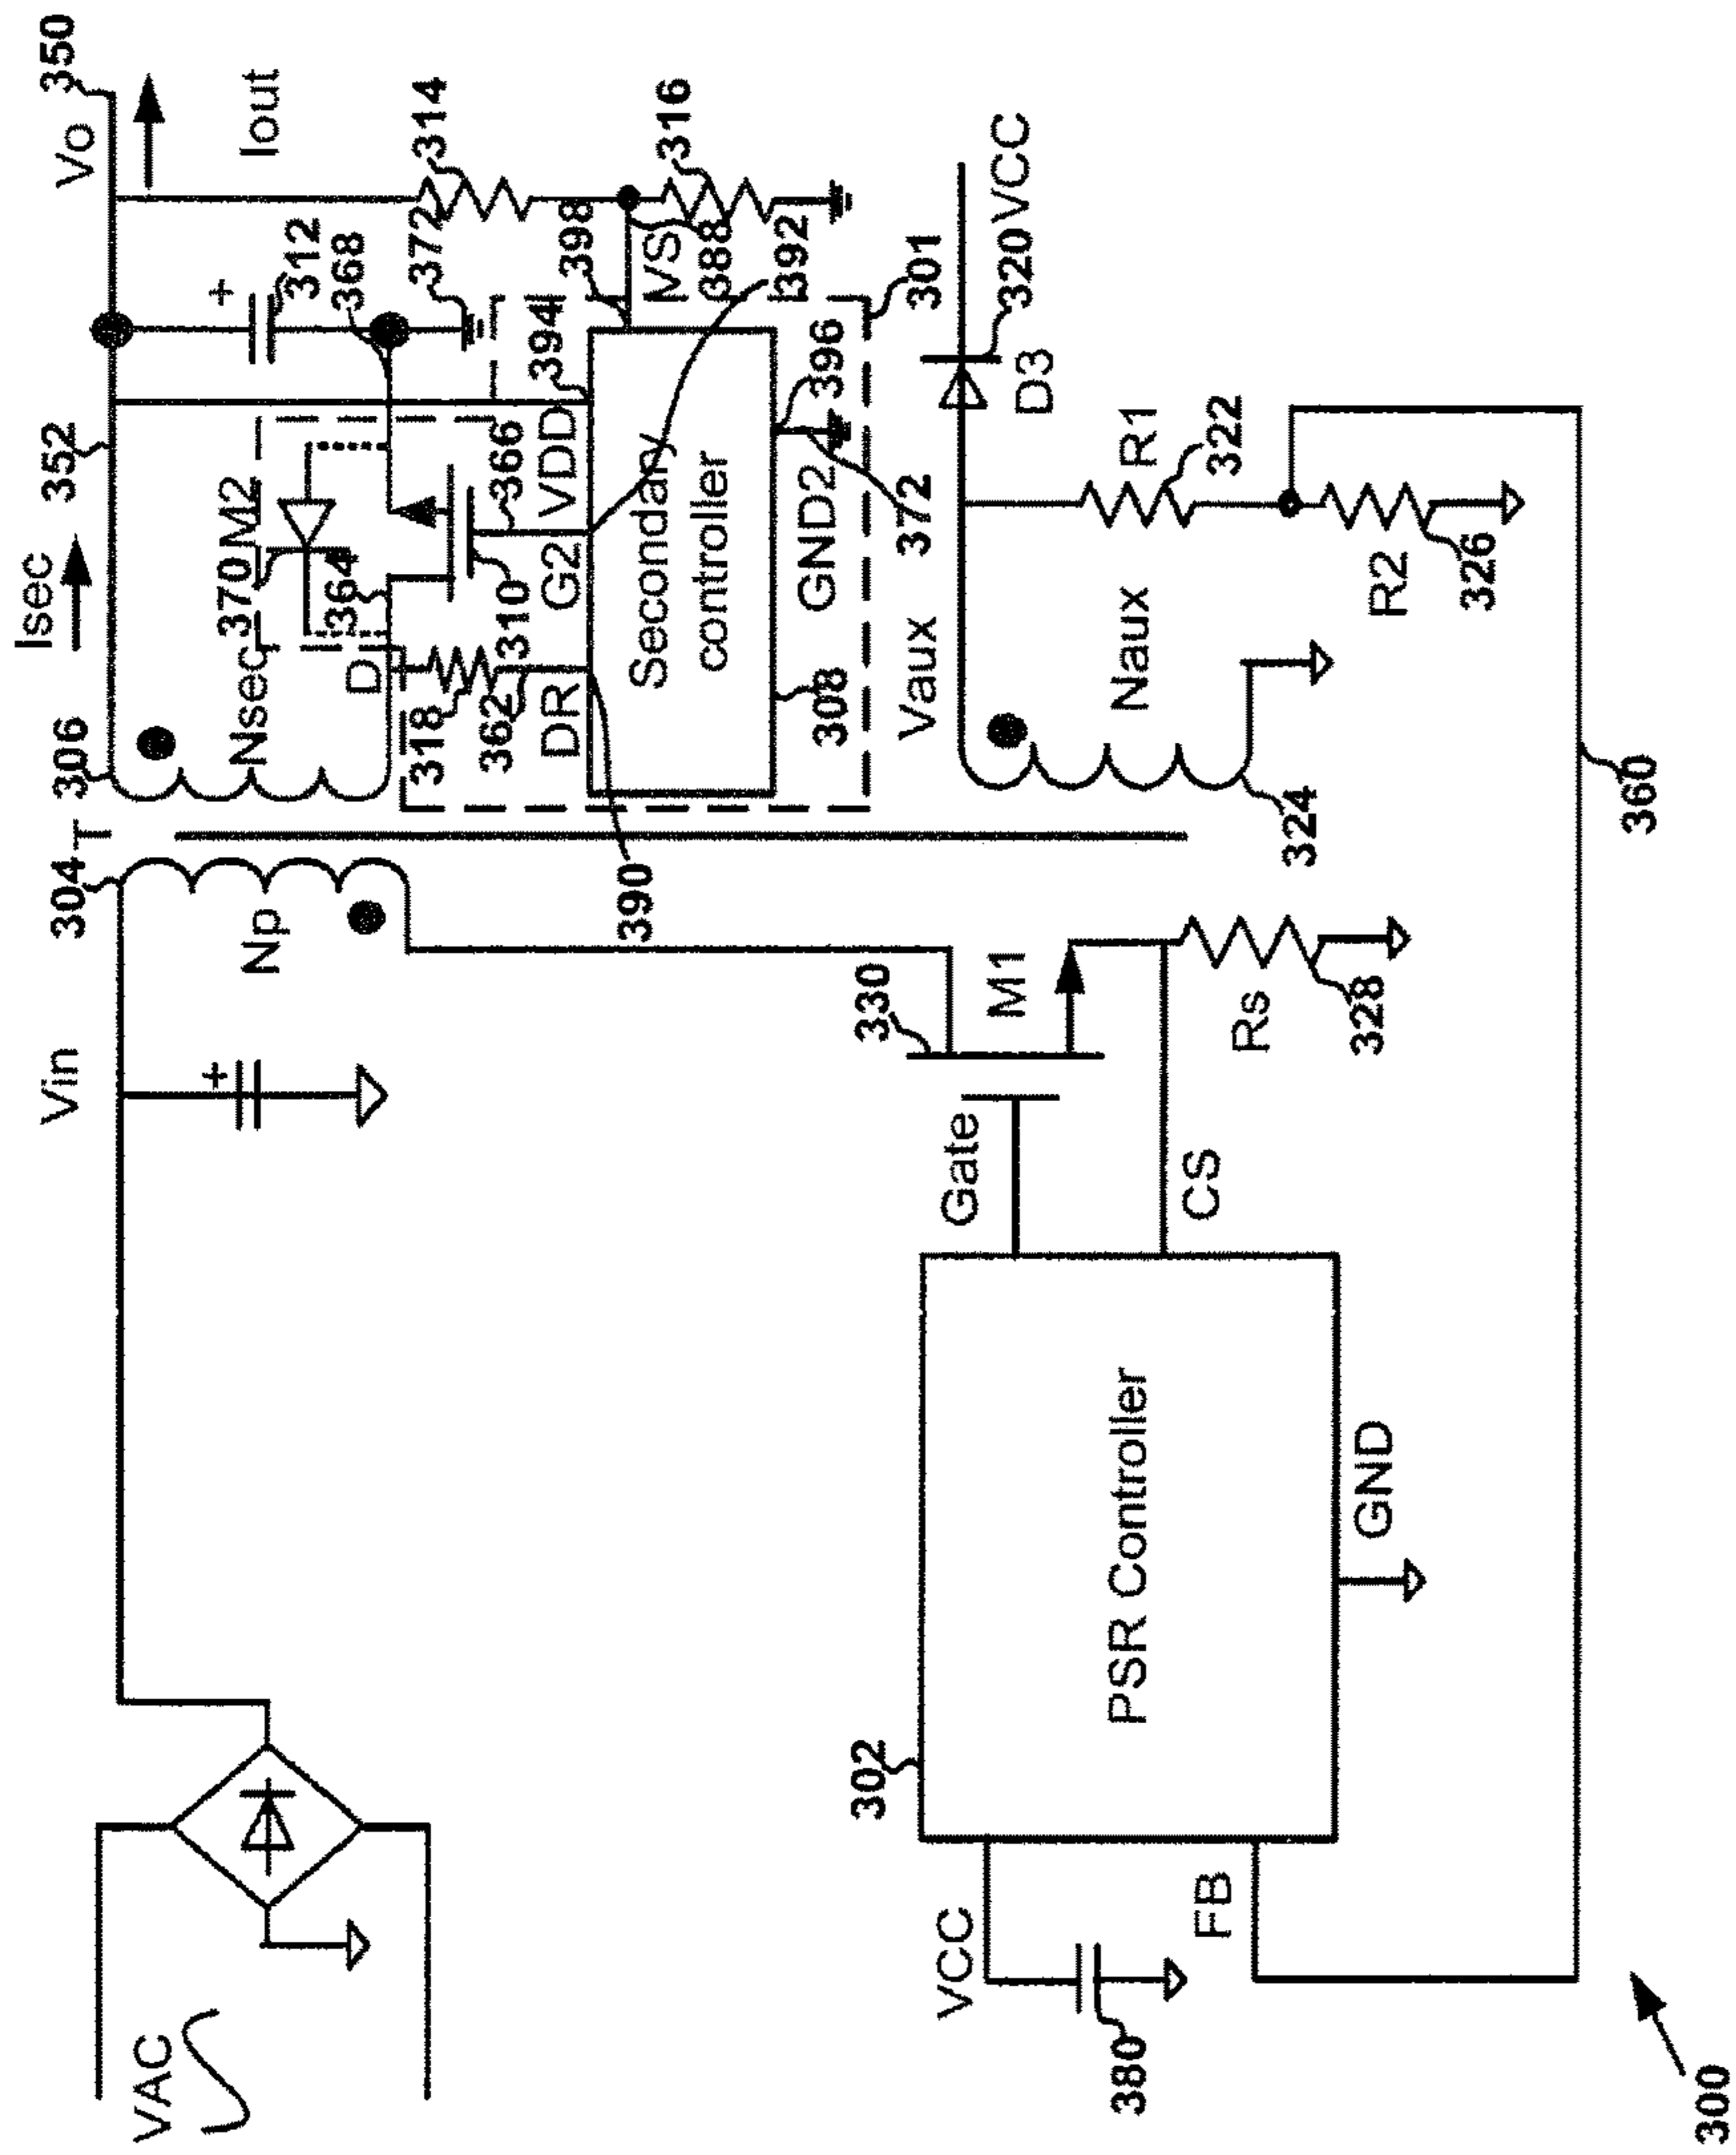 VAC
Vin
304
T
306
Isec
352
Vo
350
Iout
Np
Nsec
370
M2
364
D
368
+
312
372
314
+
318
362
310
366
394
398
VS
388
316
392
DR
G2
VDD
390
Secondary
controller
308
GND2
396
372
301
330
M1
Gate
CS
Rs
328
302
PSR Controller
VCC
380
FB
GND
Vaux
Naux
324
D3
320
VCC
R1
322
R2
326
360
300